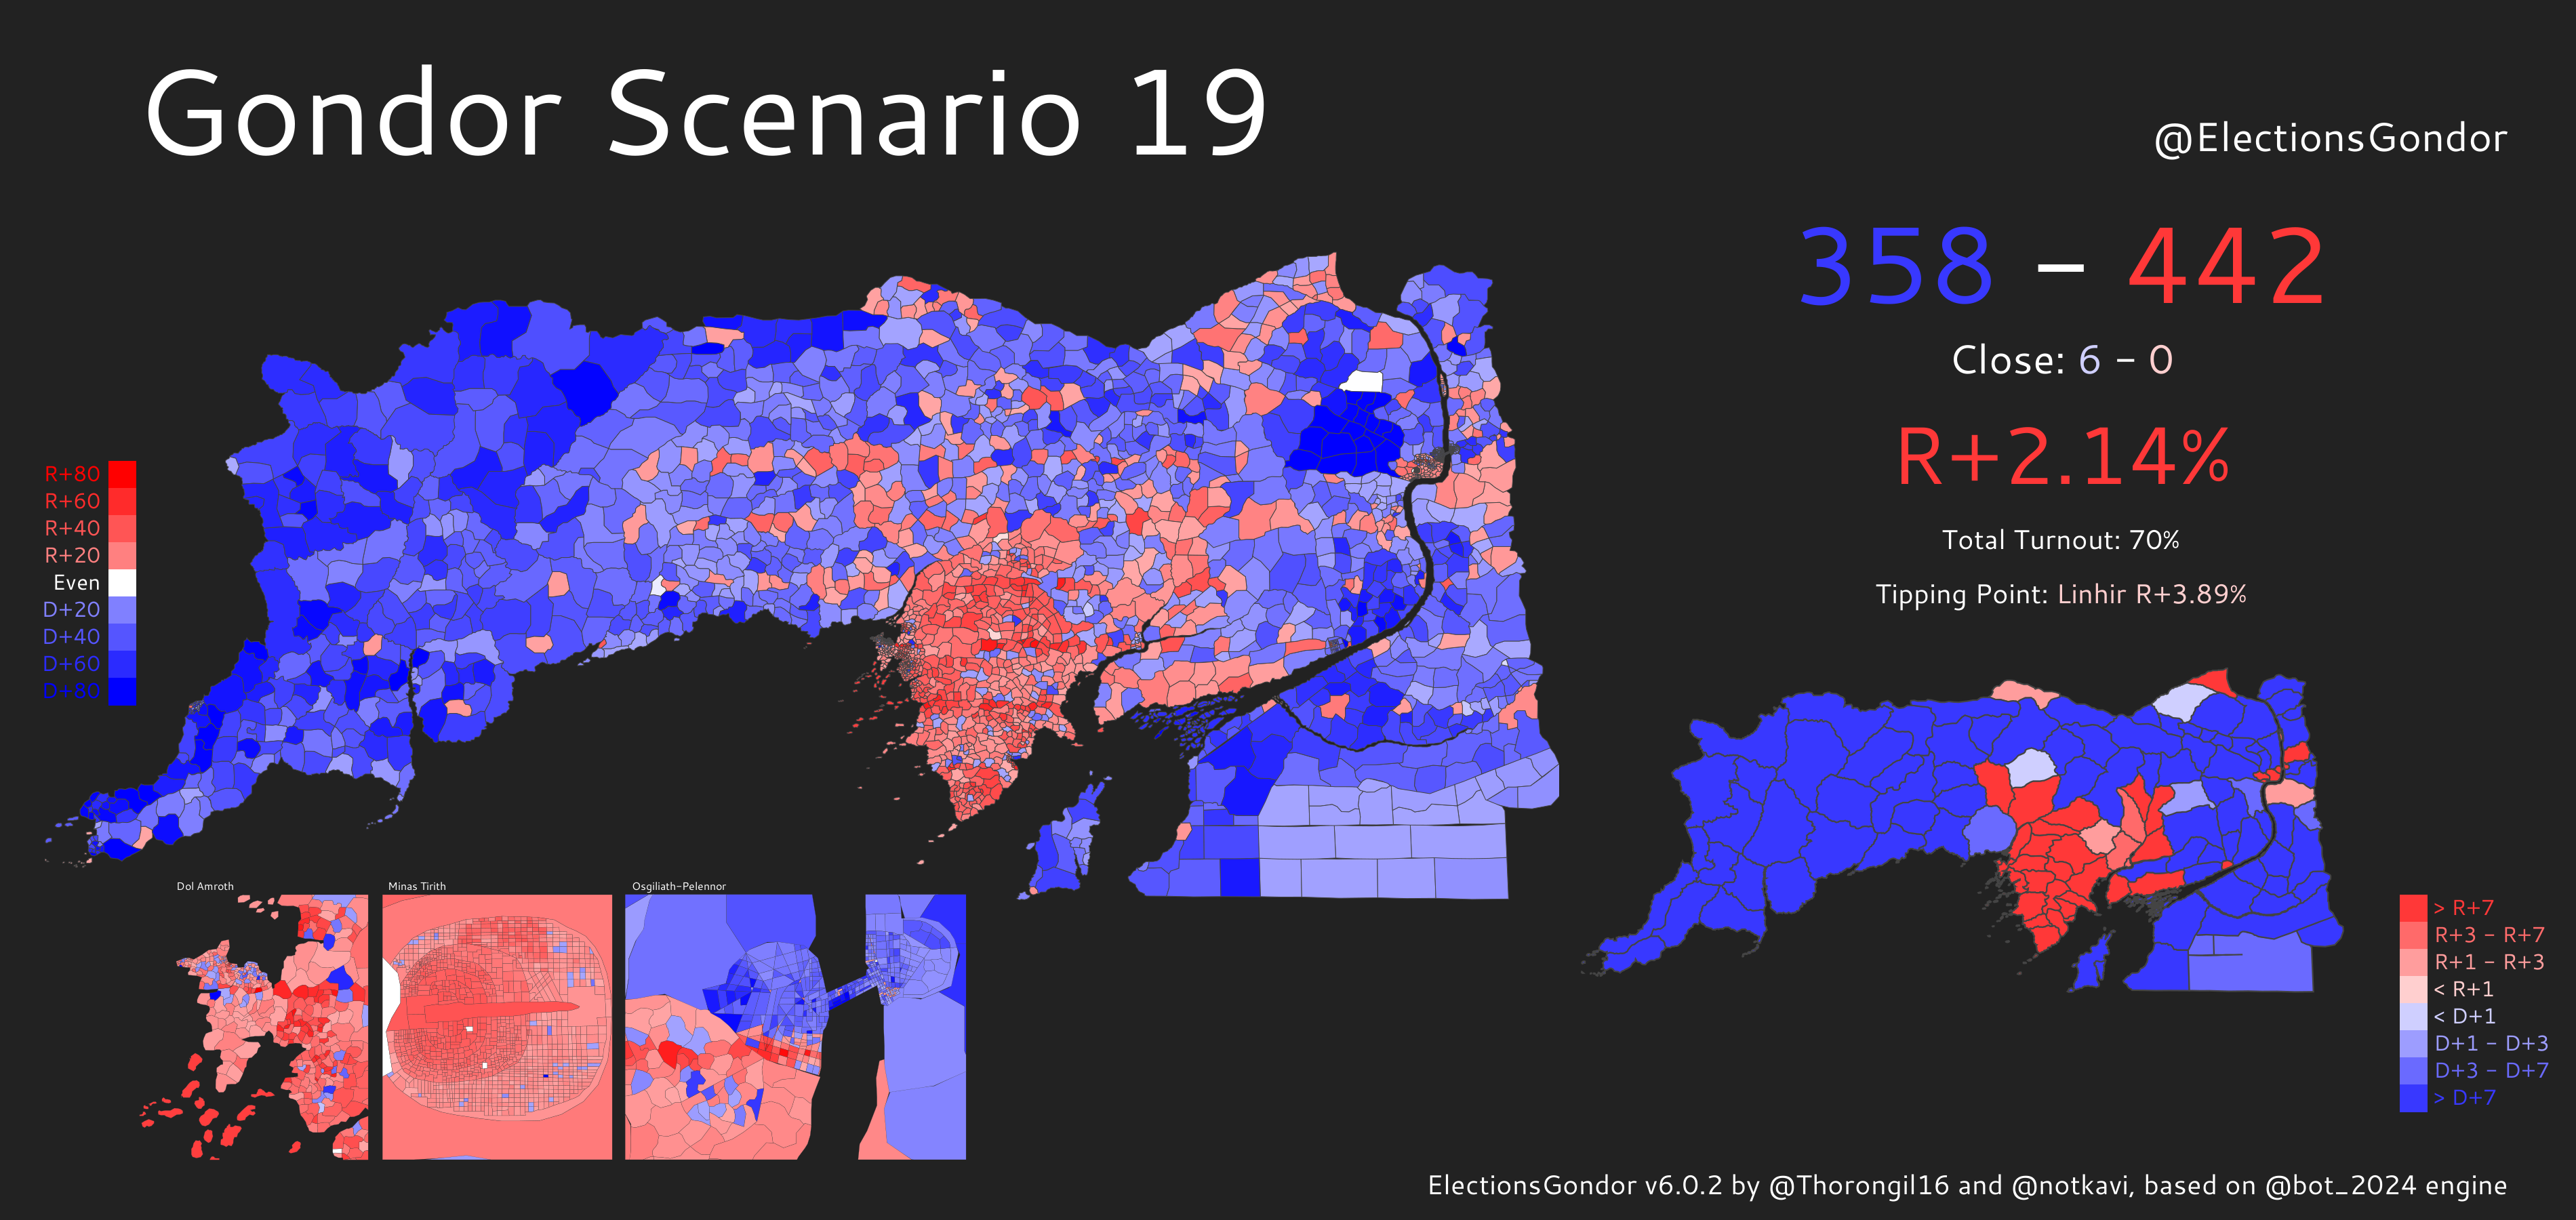 Gondor Scenario 19
@ElectionsGondor
358 – 442
Close: 6 - 0
R+2.14%
Total Turnout: 70%
Tipping Point: Linhir R+3.89%
R+80
R+60
R+40
R+20
Even
D+20
D+40
D+60
D+80
Dol Amroth
Minas Tirith
Osgiliath-Pelennor
> R+7
R+3 - R+7
R+1 - R+3
< R+1
< D+1
D+1 - D+3
D+3 - D+7
> D+7
ElectionsGondor v6.0.2 by @Thorongil16 and @notkavi, based on @bot_2024 engine